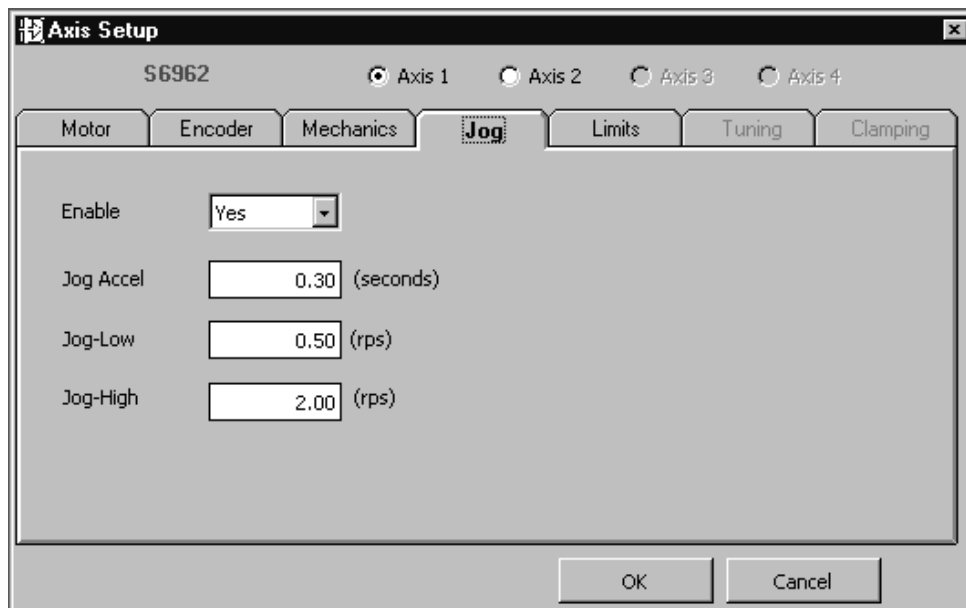 Axis Setup
S6962 Axis 1 Axis 2 Axis 3 Axis 4
Motor Encoder Mechanics Jog Limits Tuning Clamping
Enable Yes
Jog Accel 0.30 (seconds)
Jog-Low 0.50 (rps)
Jog-High 2.00 (rps)
OK Cancel